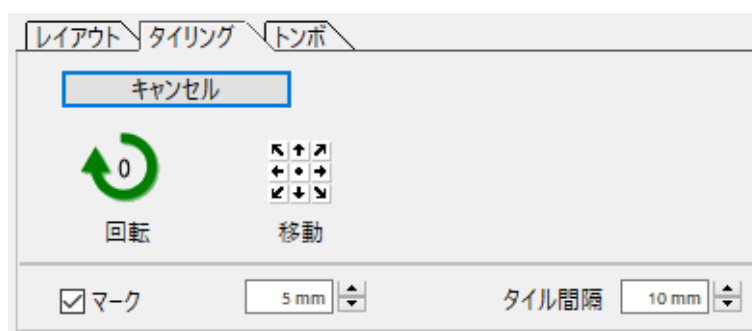 レイアウト タイリング トンボ
キャンセル
0
回転 移動
マーク 5 mm タイル間隔 10 mm